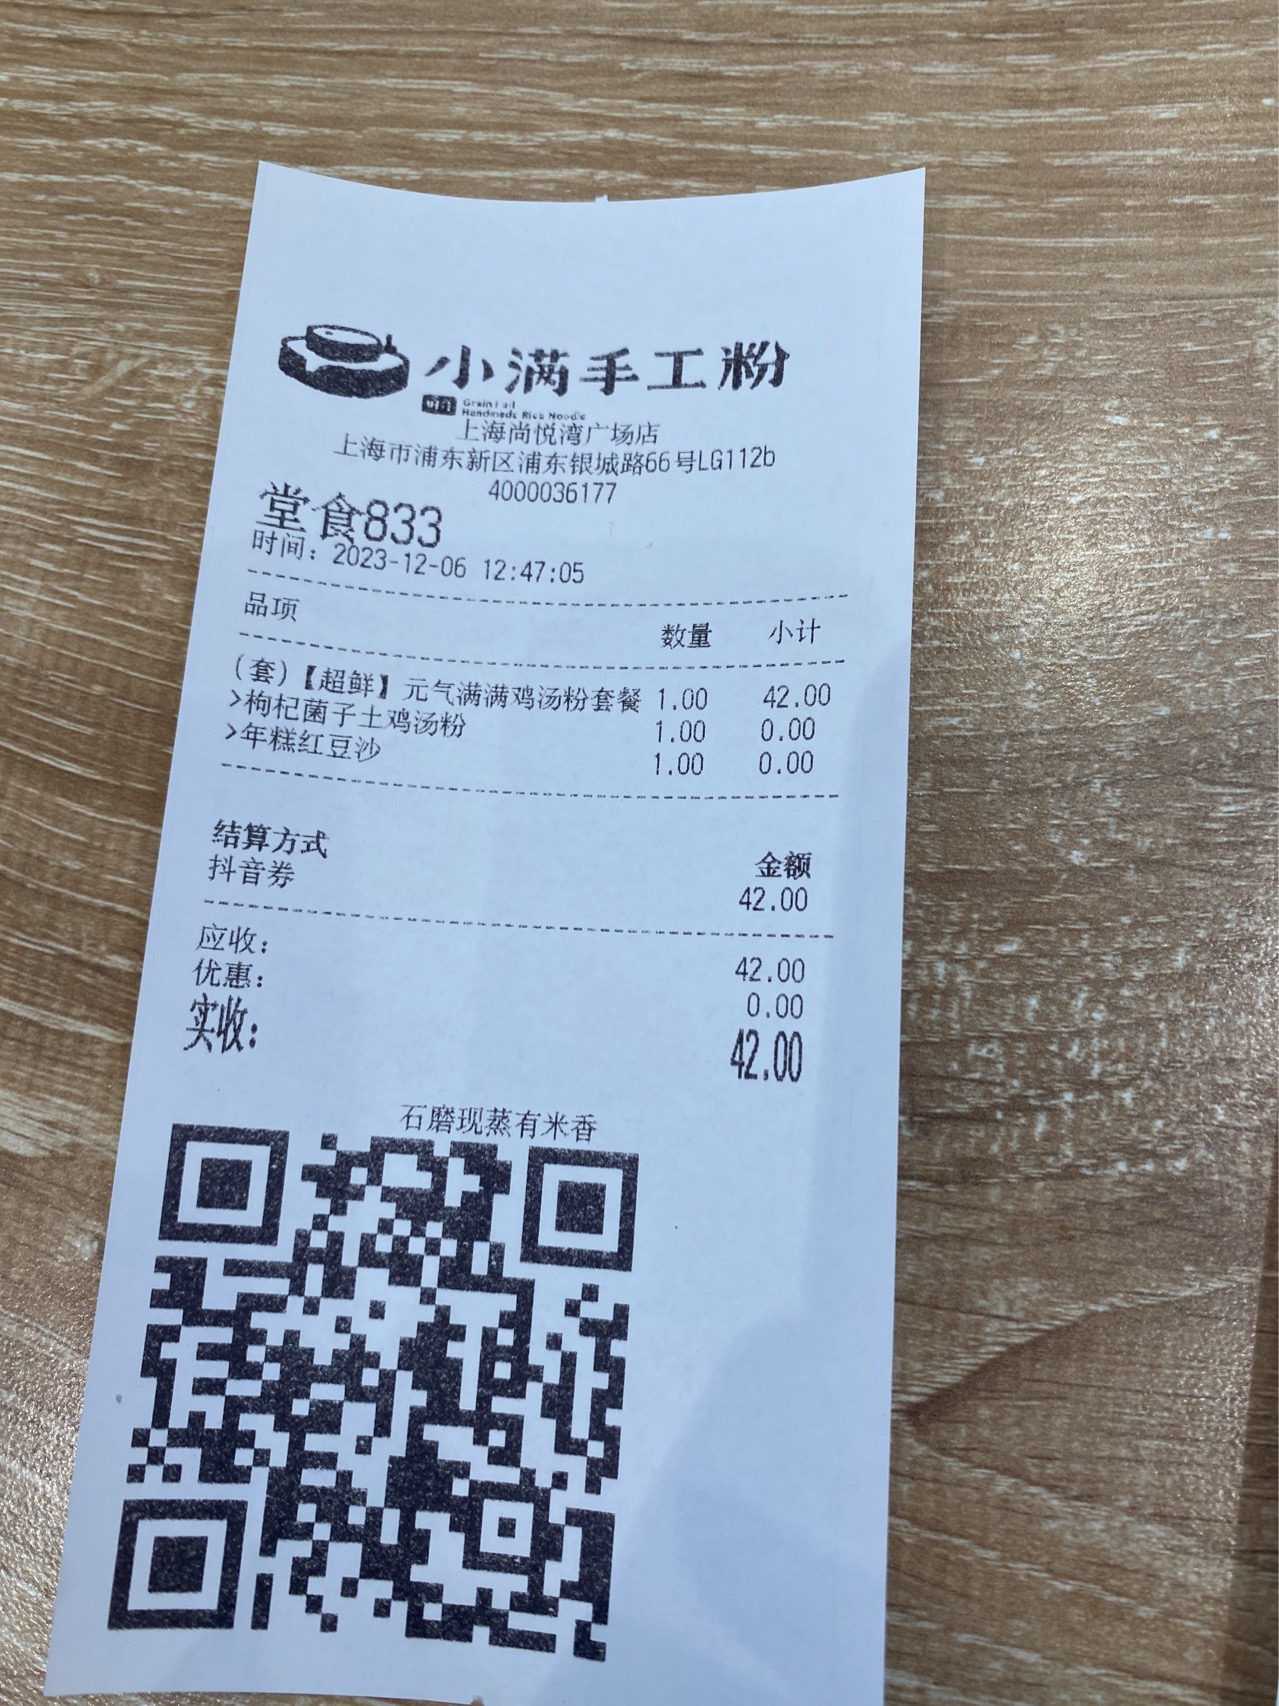 小满手工粉
Grain Full
Handmade Rice Noodle
上海尚悦湾广场店
上海市浦东新区浦东银城路66号LG112b
4000036177
堂食833
时间：2023-12-06 12:47:05
品项 数量 小计
(套)【超鲜】元气满满鸡汤粉套餐 1.00 42.00
>枸杞菌子土鸡汤粉 1.00 0.00
>年糕红豆沙 1.00 0.00
结算方式 金额
抖音券 42.00
应收： 42.00
优惠： 0.00
实收： 42.00
石磨现蒸有米香